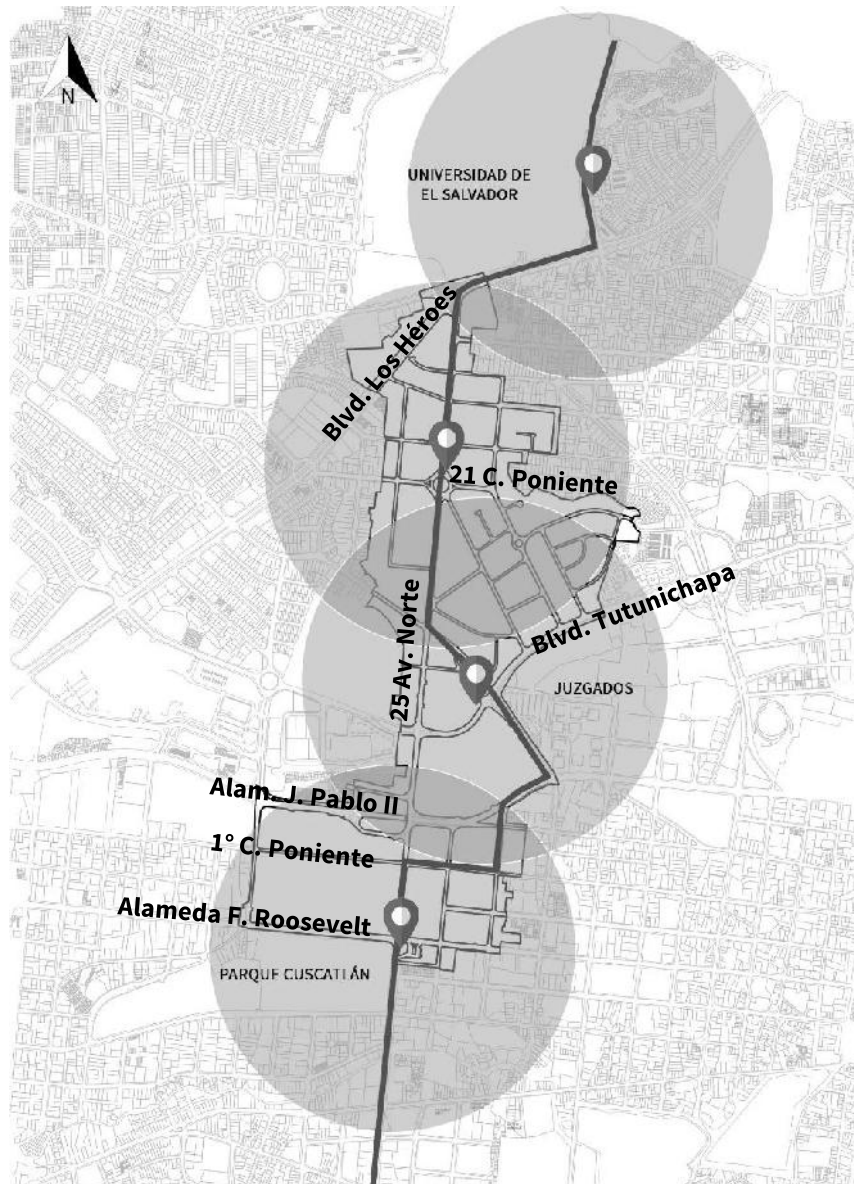 N
UNIVERSIDAD DE
EL SALVADOR
Blvd. Los Héroes
21 C. Poniente
25 Av. Norte
Blvd. Tutunichapa
JUZGADOS
Alam. J. Pablo II
1° C. Poniente
Alameda F. Roosevelt
PARQUE CUSCATLÁN